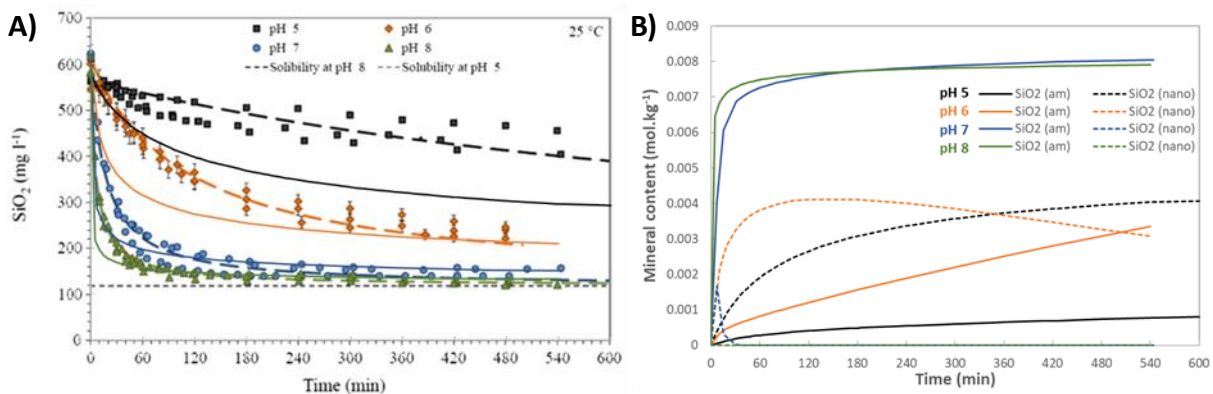 A)
700
600
500
400
300
200
100
0
SiO₂ (mg l⁻¹)
pH 5
pH 6
pH 7
pH 8
Solibility at pH 8
Solubility at pH 5
25 °C
0 60 120 180 240 300 360 420 480 540 600
Time (min)
B)
0.009
0.008
0.007
0.006
0.005
0.004
0.003
0.002
0.001
0
Mineral content (mol.kg⁻¹)
pH 5 SiO2 (am) SiO2 (nano)
pH 6 SiO2 (am) SiO2 (nano)
pH 7 SiO2 (am) SiO2 (nano)
pH 8 SiO2 (am) SiO2 (nano)
0 60 120 180 240 300 360 420 480 540 600
Time (min)